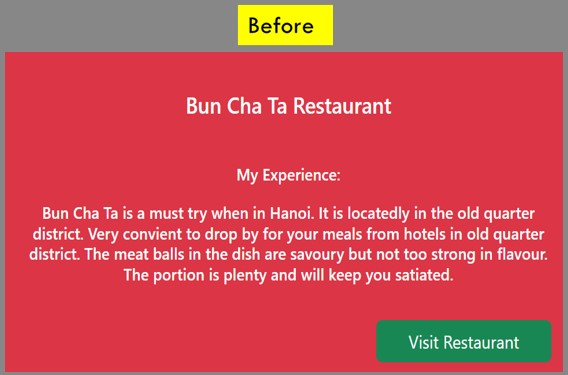 Before
Bun Cha Ta Restaurant
My Experience:
Bun Cha Ta is a must try when in Hanoi. It is locatedly in the old quarter
district. Very convient to drop by for your meals from hotels in old quarter
district. The meat balls in the dish are savoury but not too strong in flavour.
The portion is plenty and will keep you satiated.
Visit Restaurant